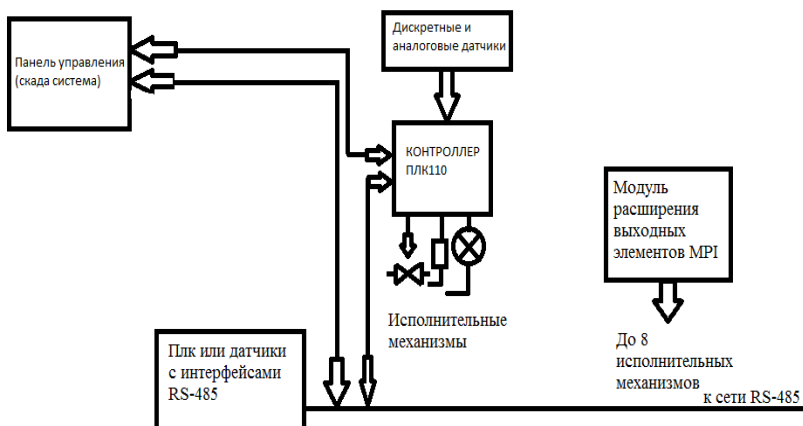 Панель управления
(скада система)
Дискретные и
аналоговые датчики
КОНТРОЛЛЕР
ПЛК110
Модуль
расширения
выходных
элементов MPI
Исполнительные
механизмы
До 8
исполнительных
механизмов
Плк или датчики
с интерфейсами
RS-485
к сети RS-485